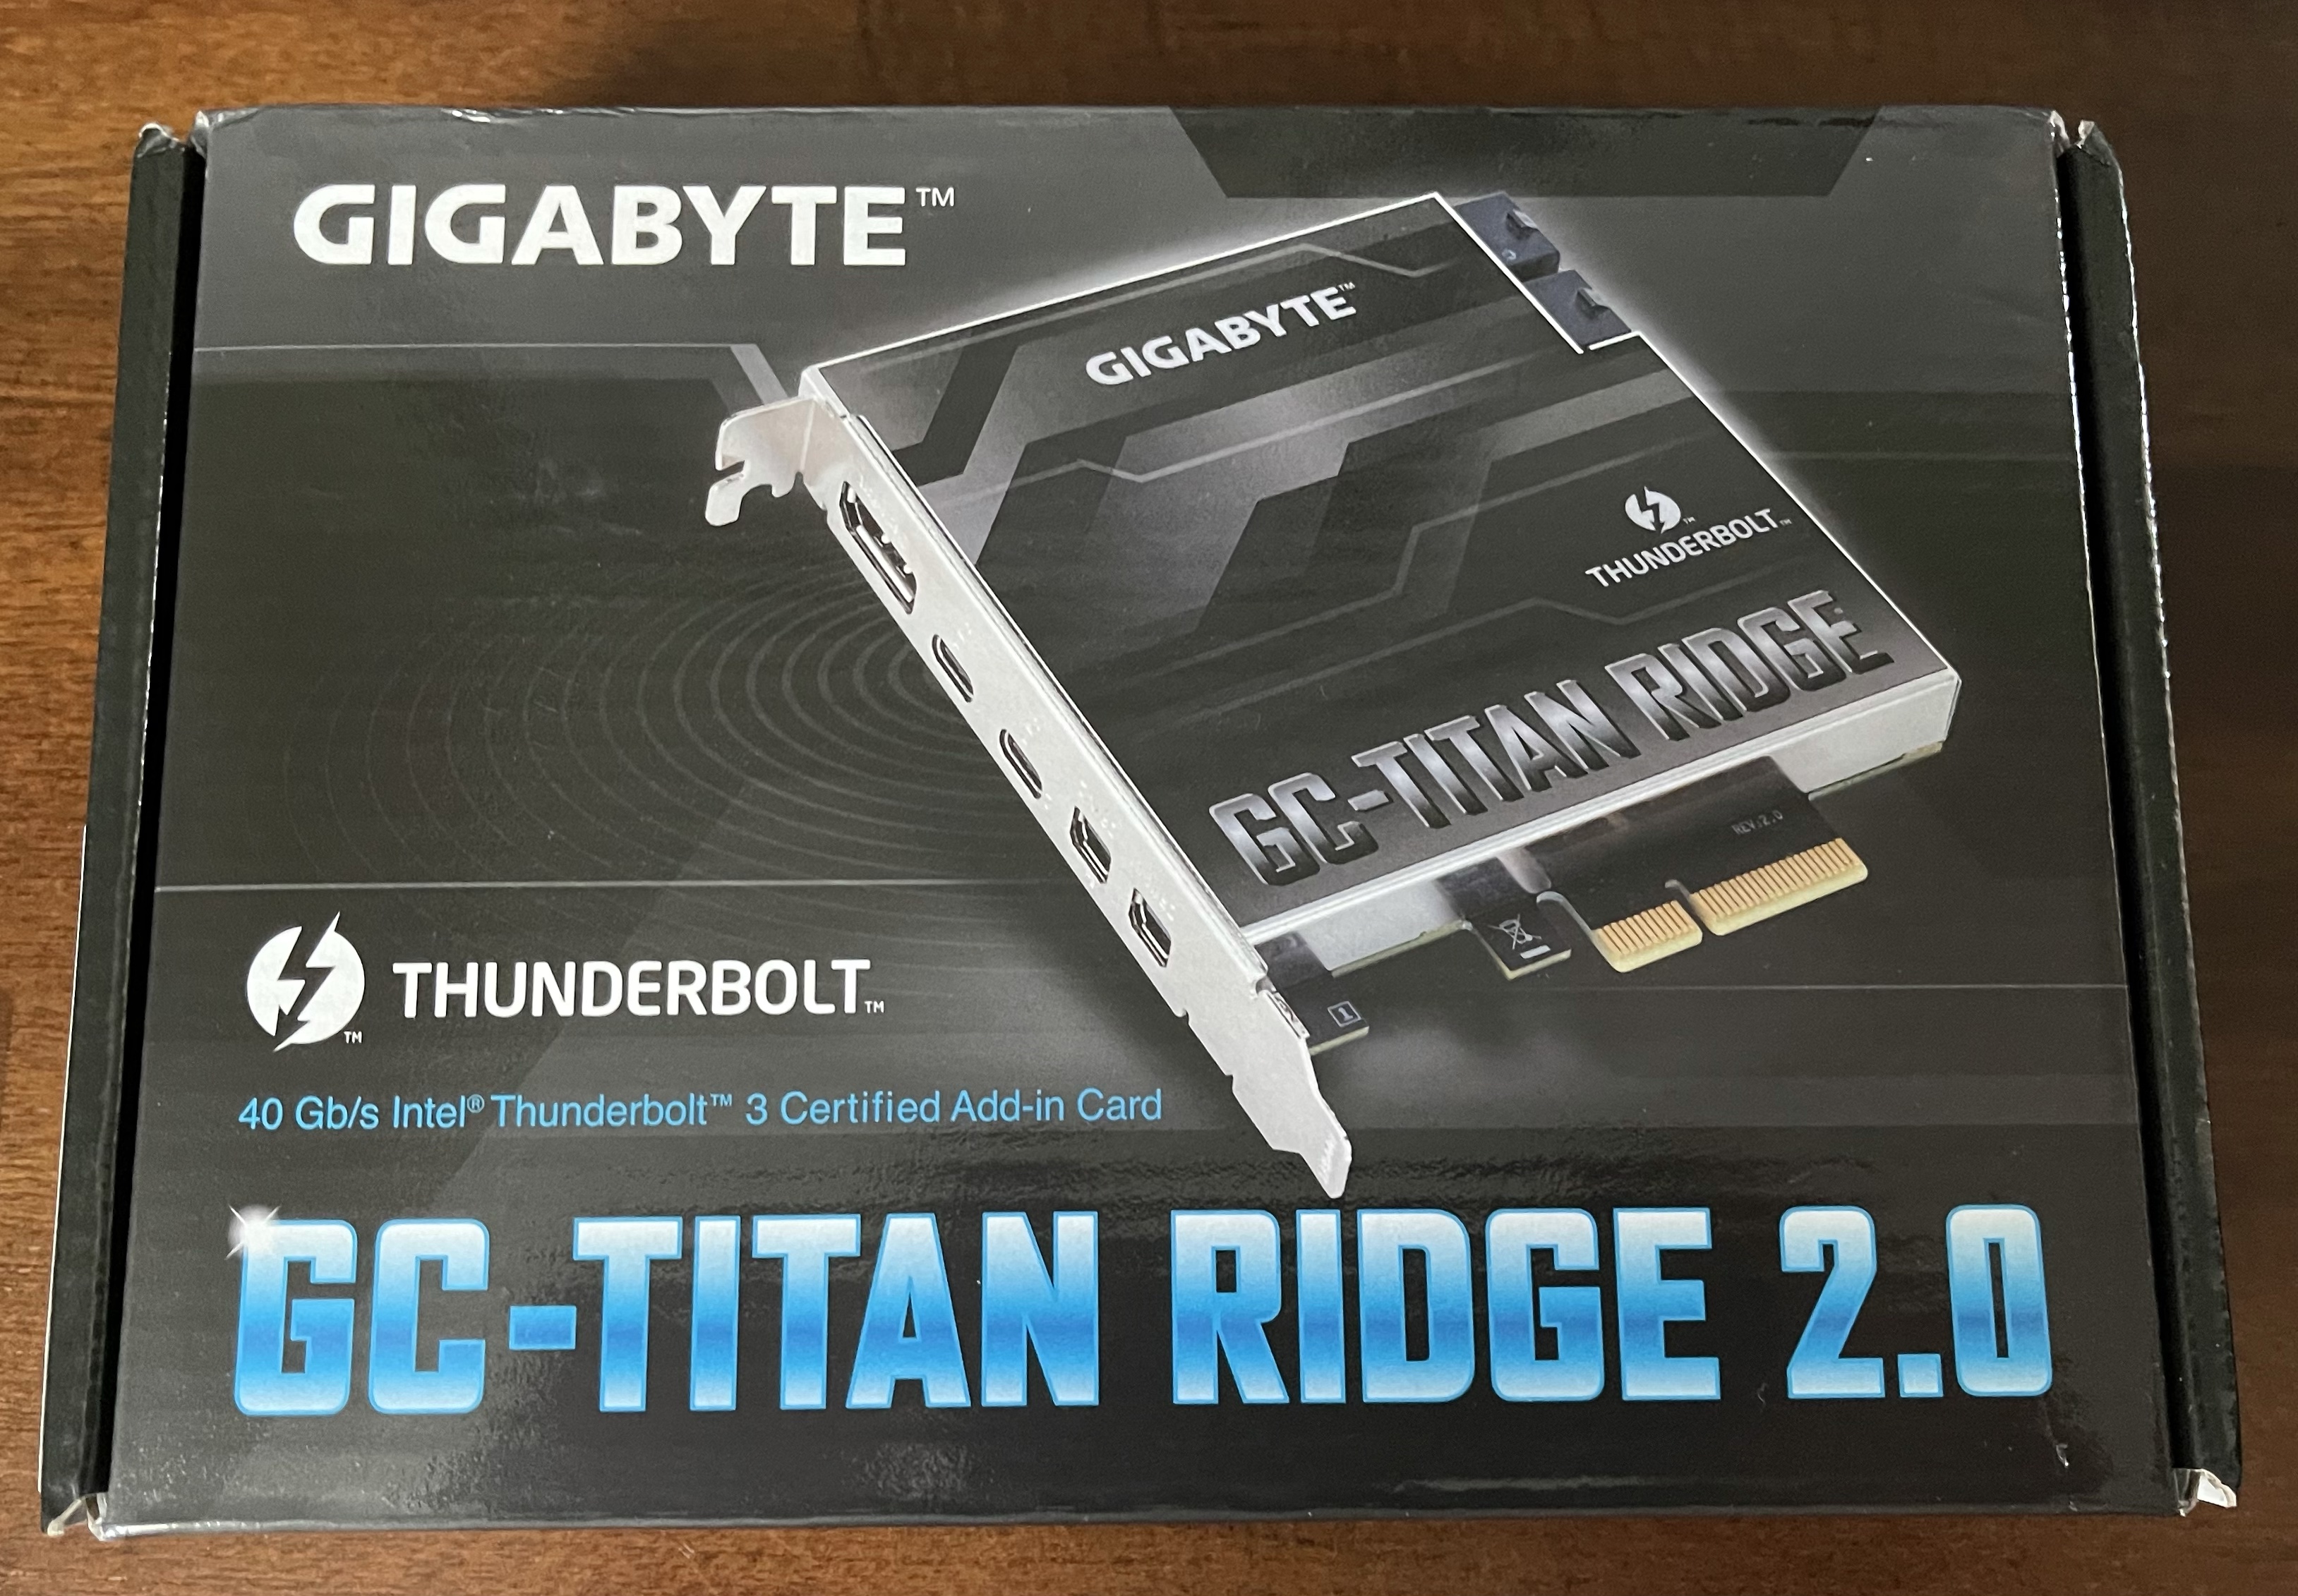 GIGABYTE™
GIGABYTE™
THUNDERBOLT™
GC-TITAN RIDGE
REV:2.0
1
THUNDERBOLT™
40 Gb/s Intel® Thunderbolt™ 3 Certified Add-in Card
GC-TITAN RIDGE 2.0